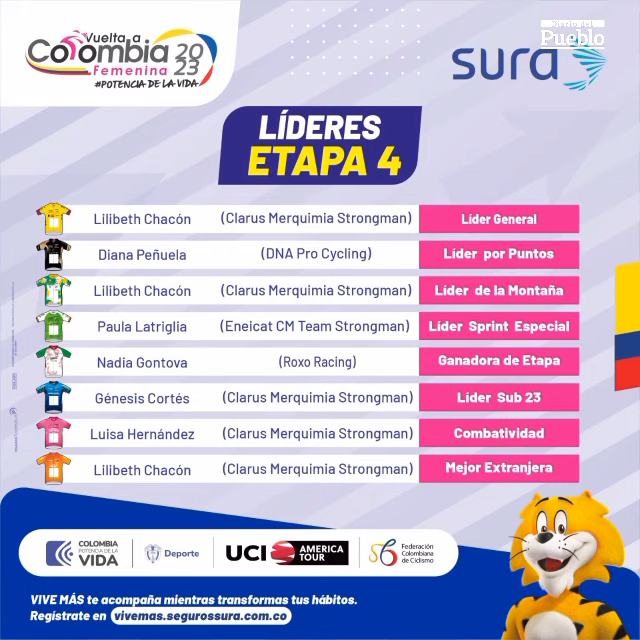 Vuelta a
Colombia 2023
Femenina
#POTENCIA DE LA VIDA
Diario del
Pueblo
sura
LÍDERES
ETAPA 4
Lilibeth Chacón (Clarus Merquimia Strongman) Líder General
Diana Peñuela (DNA Pro Cycling) Líder por Puntos
Lilibeth Chacón (Clarus Merquimia Strongman) Líder de la Montaña
Paula Latriglia (Eneicat CM Team Strongman) Líder Sprint Especial
Nadia Gontova (Roxo Racing) Ganadora de Etapa
Génesis Cortés (Clarus Merquimia Strongman) Líder Sub 23
Luisa Hernández (Clarus Merquimia Strongman) Combatividad
Lilibeth Chacón (Clarus Merquimia Strongman) Mejor Extranjera
COLOMBIA
POTENCIA DE LA
VIDA
Deporte
UCI AMERICA
TOUR
Federación
Colombiana
de Ciclismo
VIVE MÁS te acompaña mientras transformas tus hábitos.
Regístrate en vivemas.segurossura.com.co